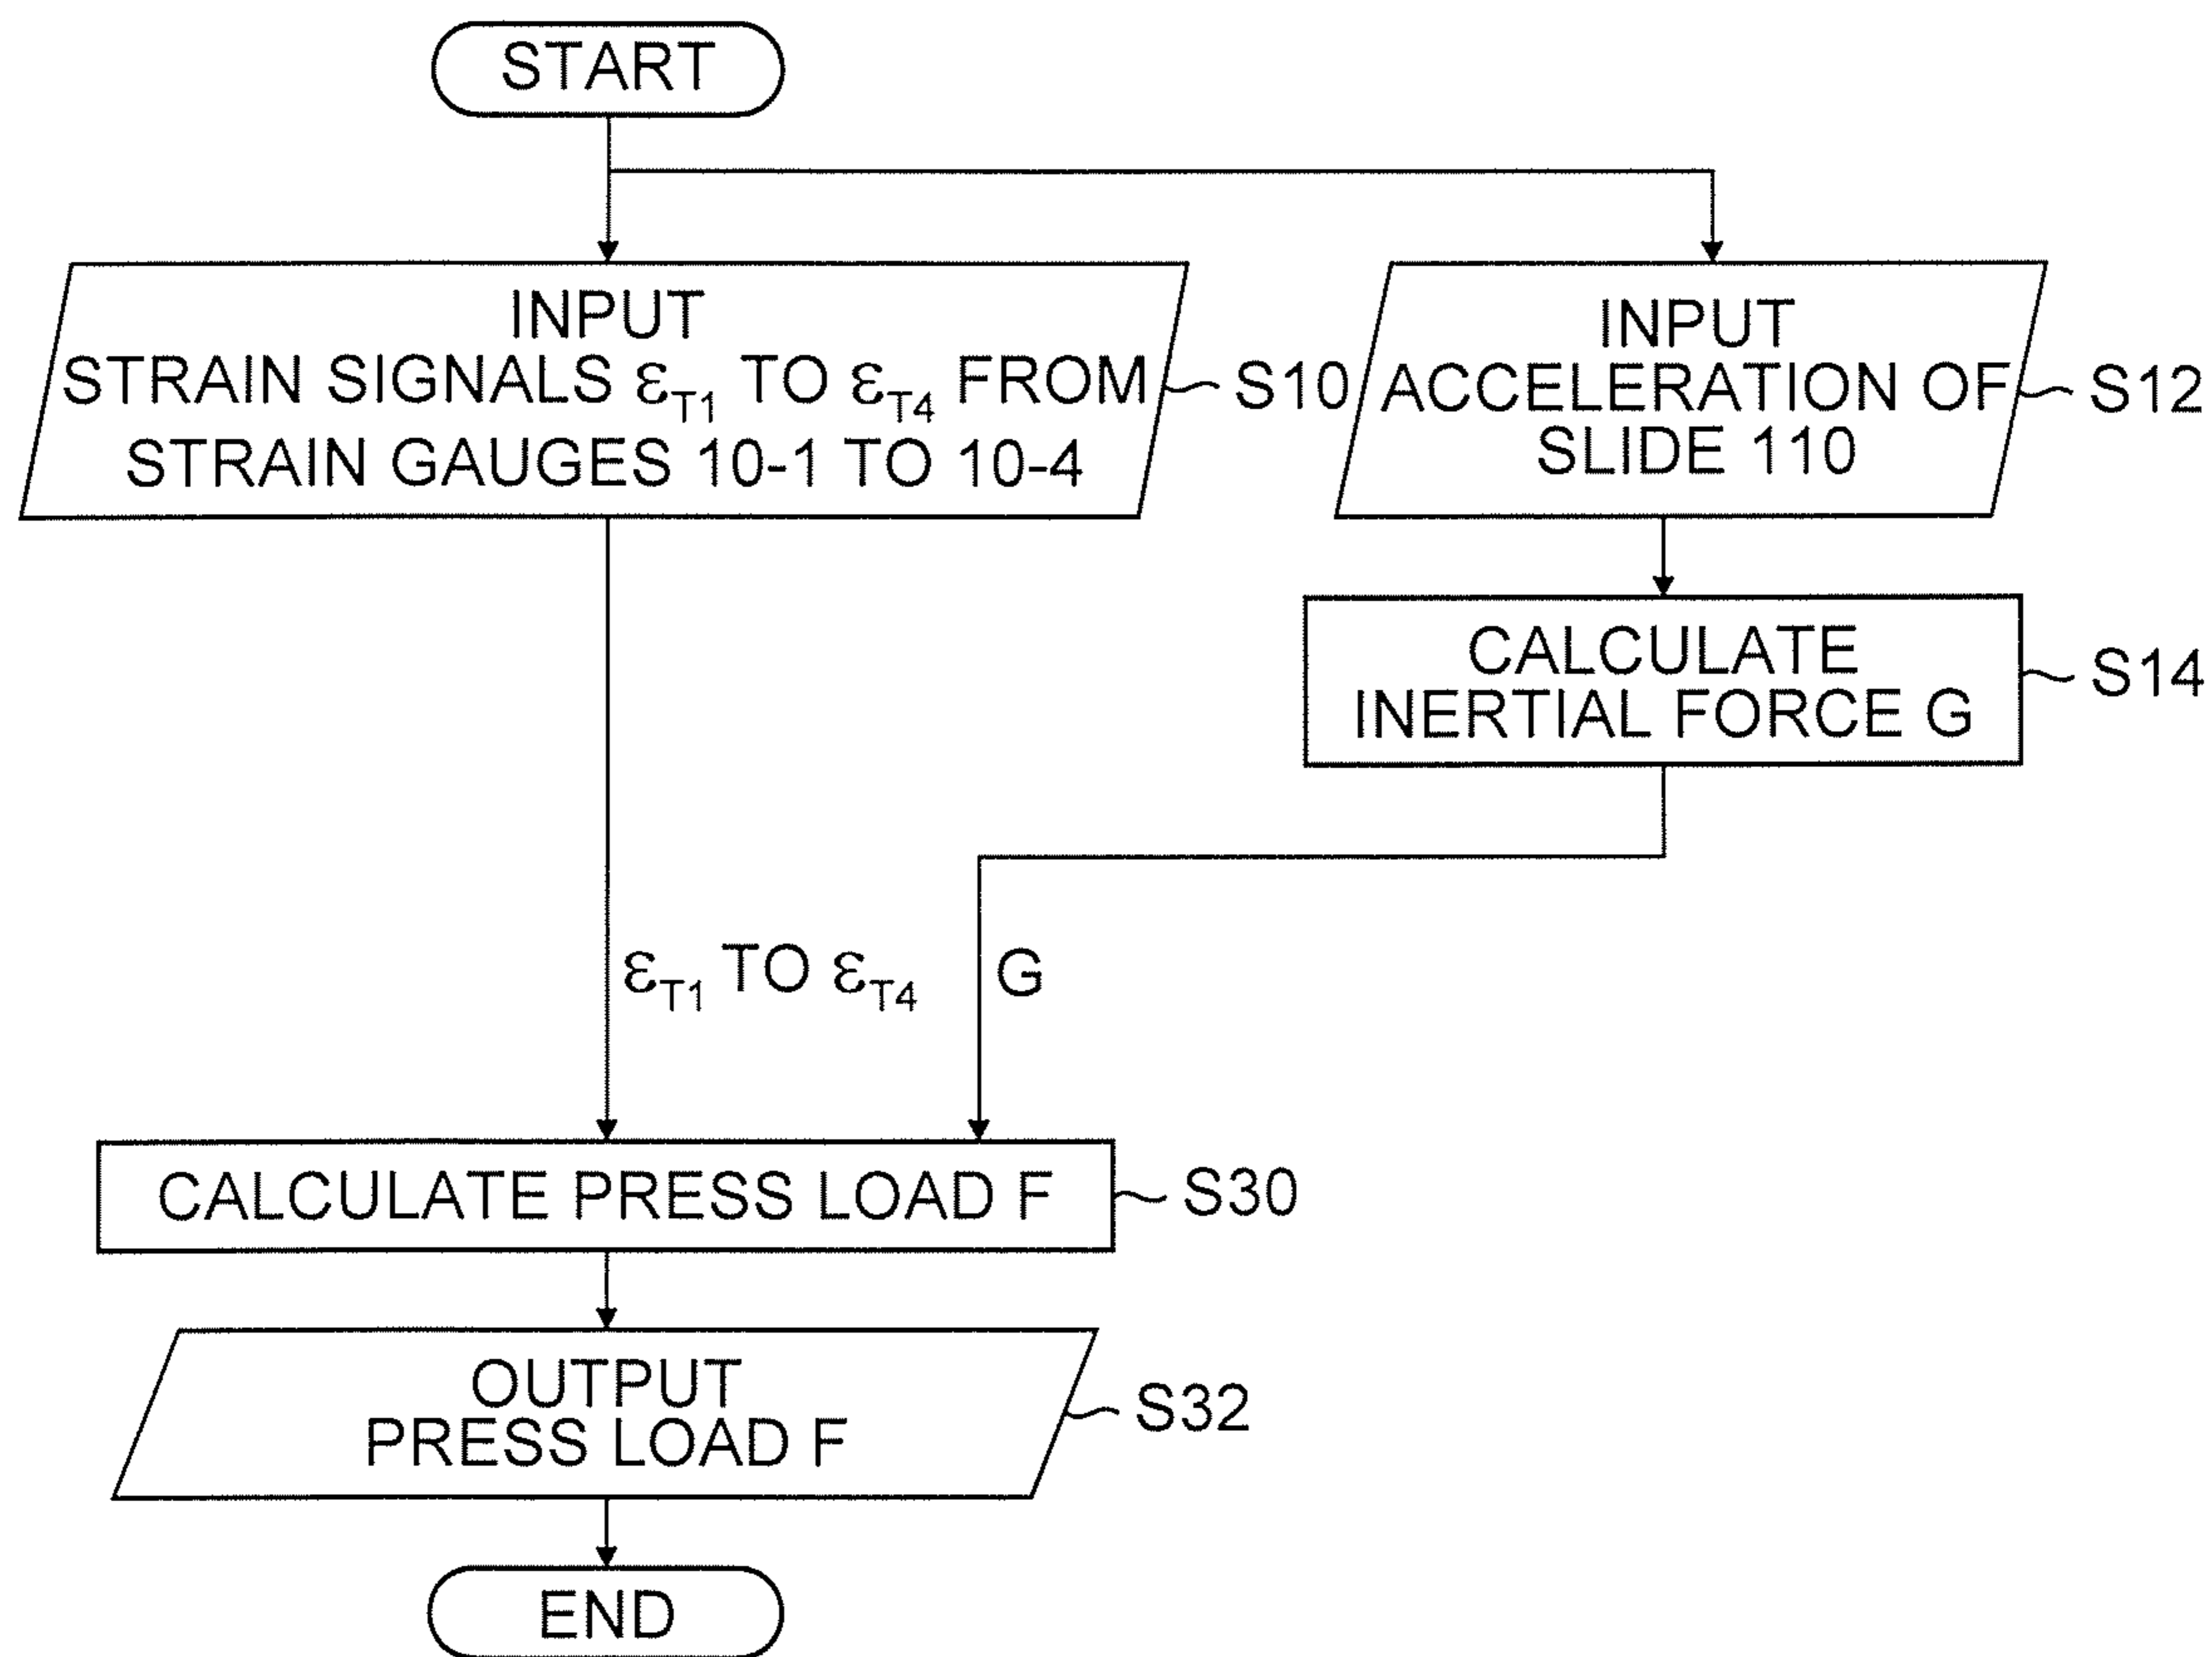 START
INPUT
STRAIN SIGNALS εT1 TO εT4 FROM
STRAIN GAUGES 10-1 TO 10-4
S10
INPUT
ACCELERATION OF
SLIDE 110
S12
CALCULATE
INERTIAL FORCE G
S14
εT1 TO εT4
G
CALCULATE PRESS LOAD F
S30
OUTPUT
PRESS LOAD F
S32
END